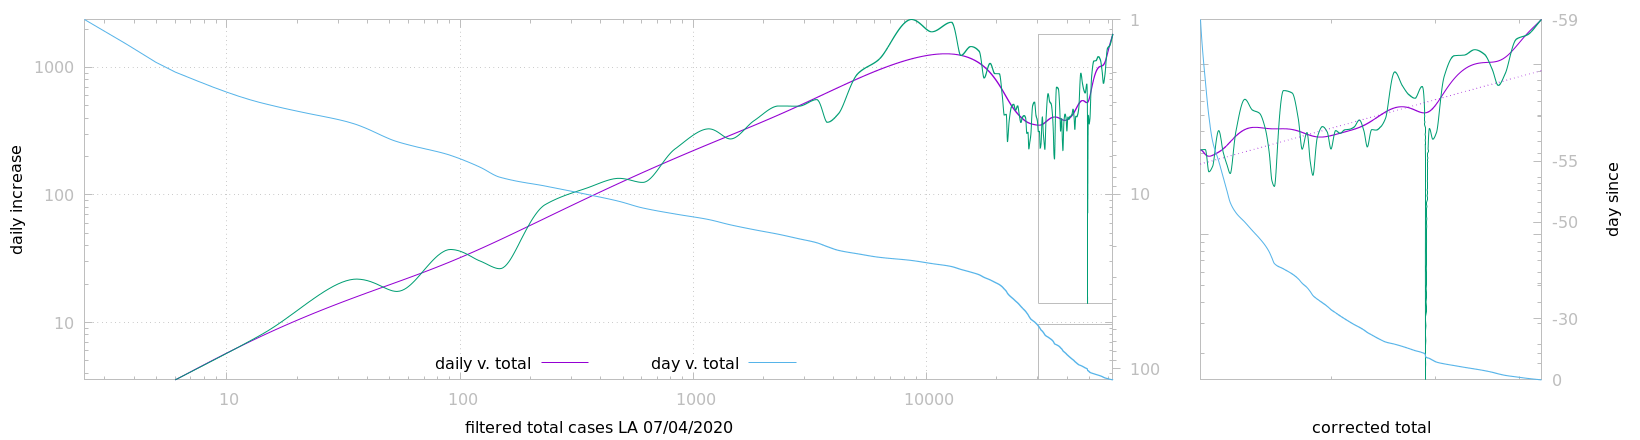 1
-59
1000
daily increase
100
10
-55
-50
day since
10
-30
daily v. total
day v. total
100
0
10
100
1000
10000
filtered total cases LA 07/04/2020
corrected total